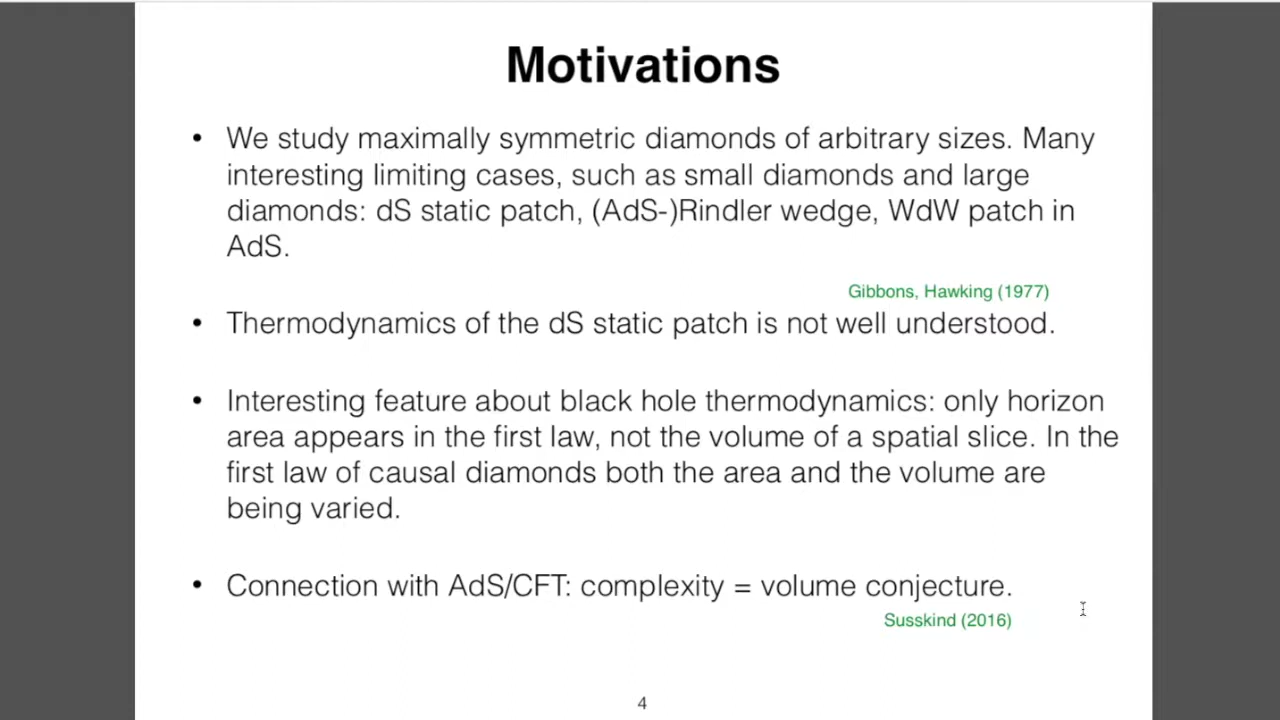 Motivations
• We study maximally symmetric diamonds of arbitrary sizes. Many
interesting limiting cases, such as small diamonds and large
diamonds: dS static patch, (AdS-)Rindler wedge, WdW patch in
AdS.
Gibbons, Hawking (1977)
• Thermodynamics of the dS static patch is not well understood.
• Interesting feature about black hole thermodynamics: only horizon
area appears in the first law, not the volume of a spatial slice. In the
first law of causal diamonds both the area and the volume are
being varied.
• Connection with AdS/CFT: complexity = volume conjecture.
Susskind (2016)
4